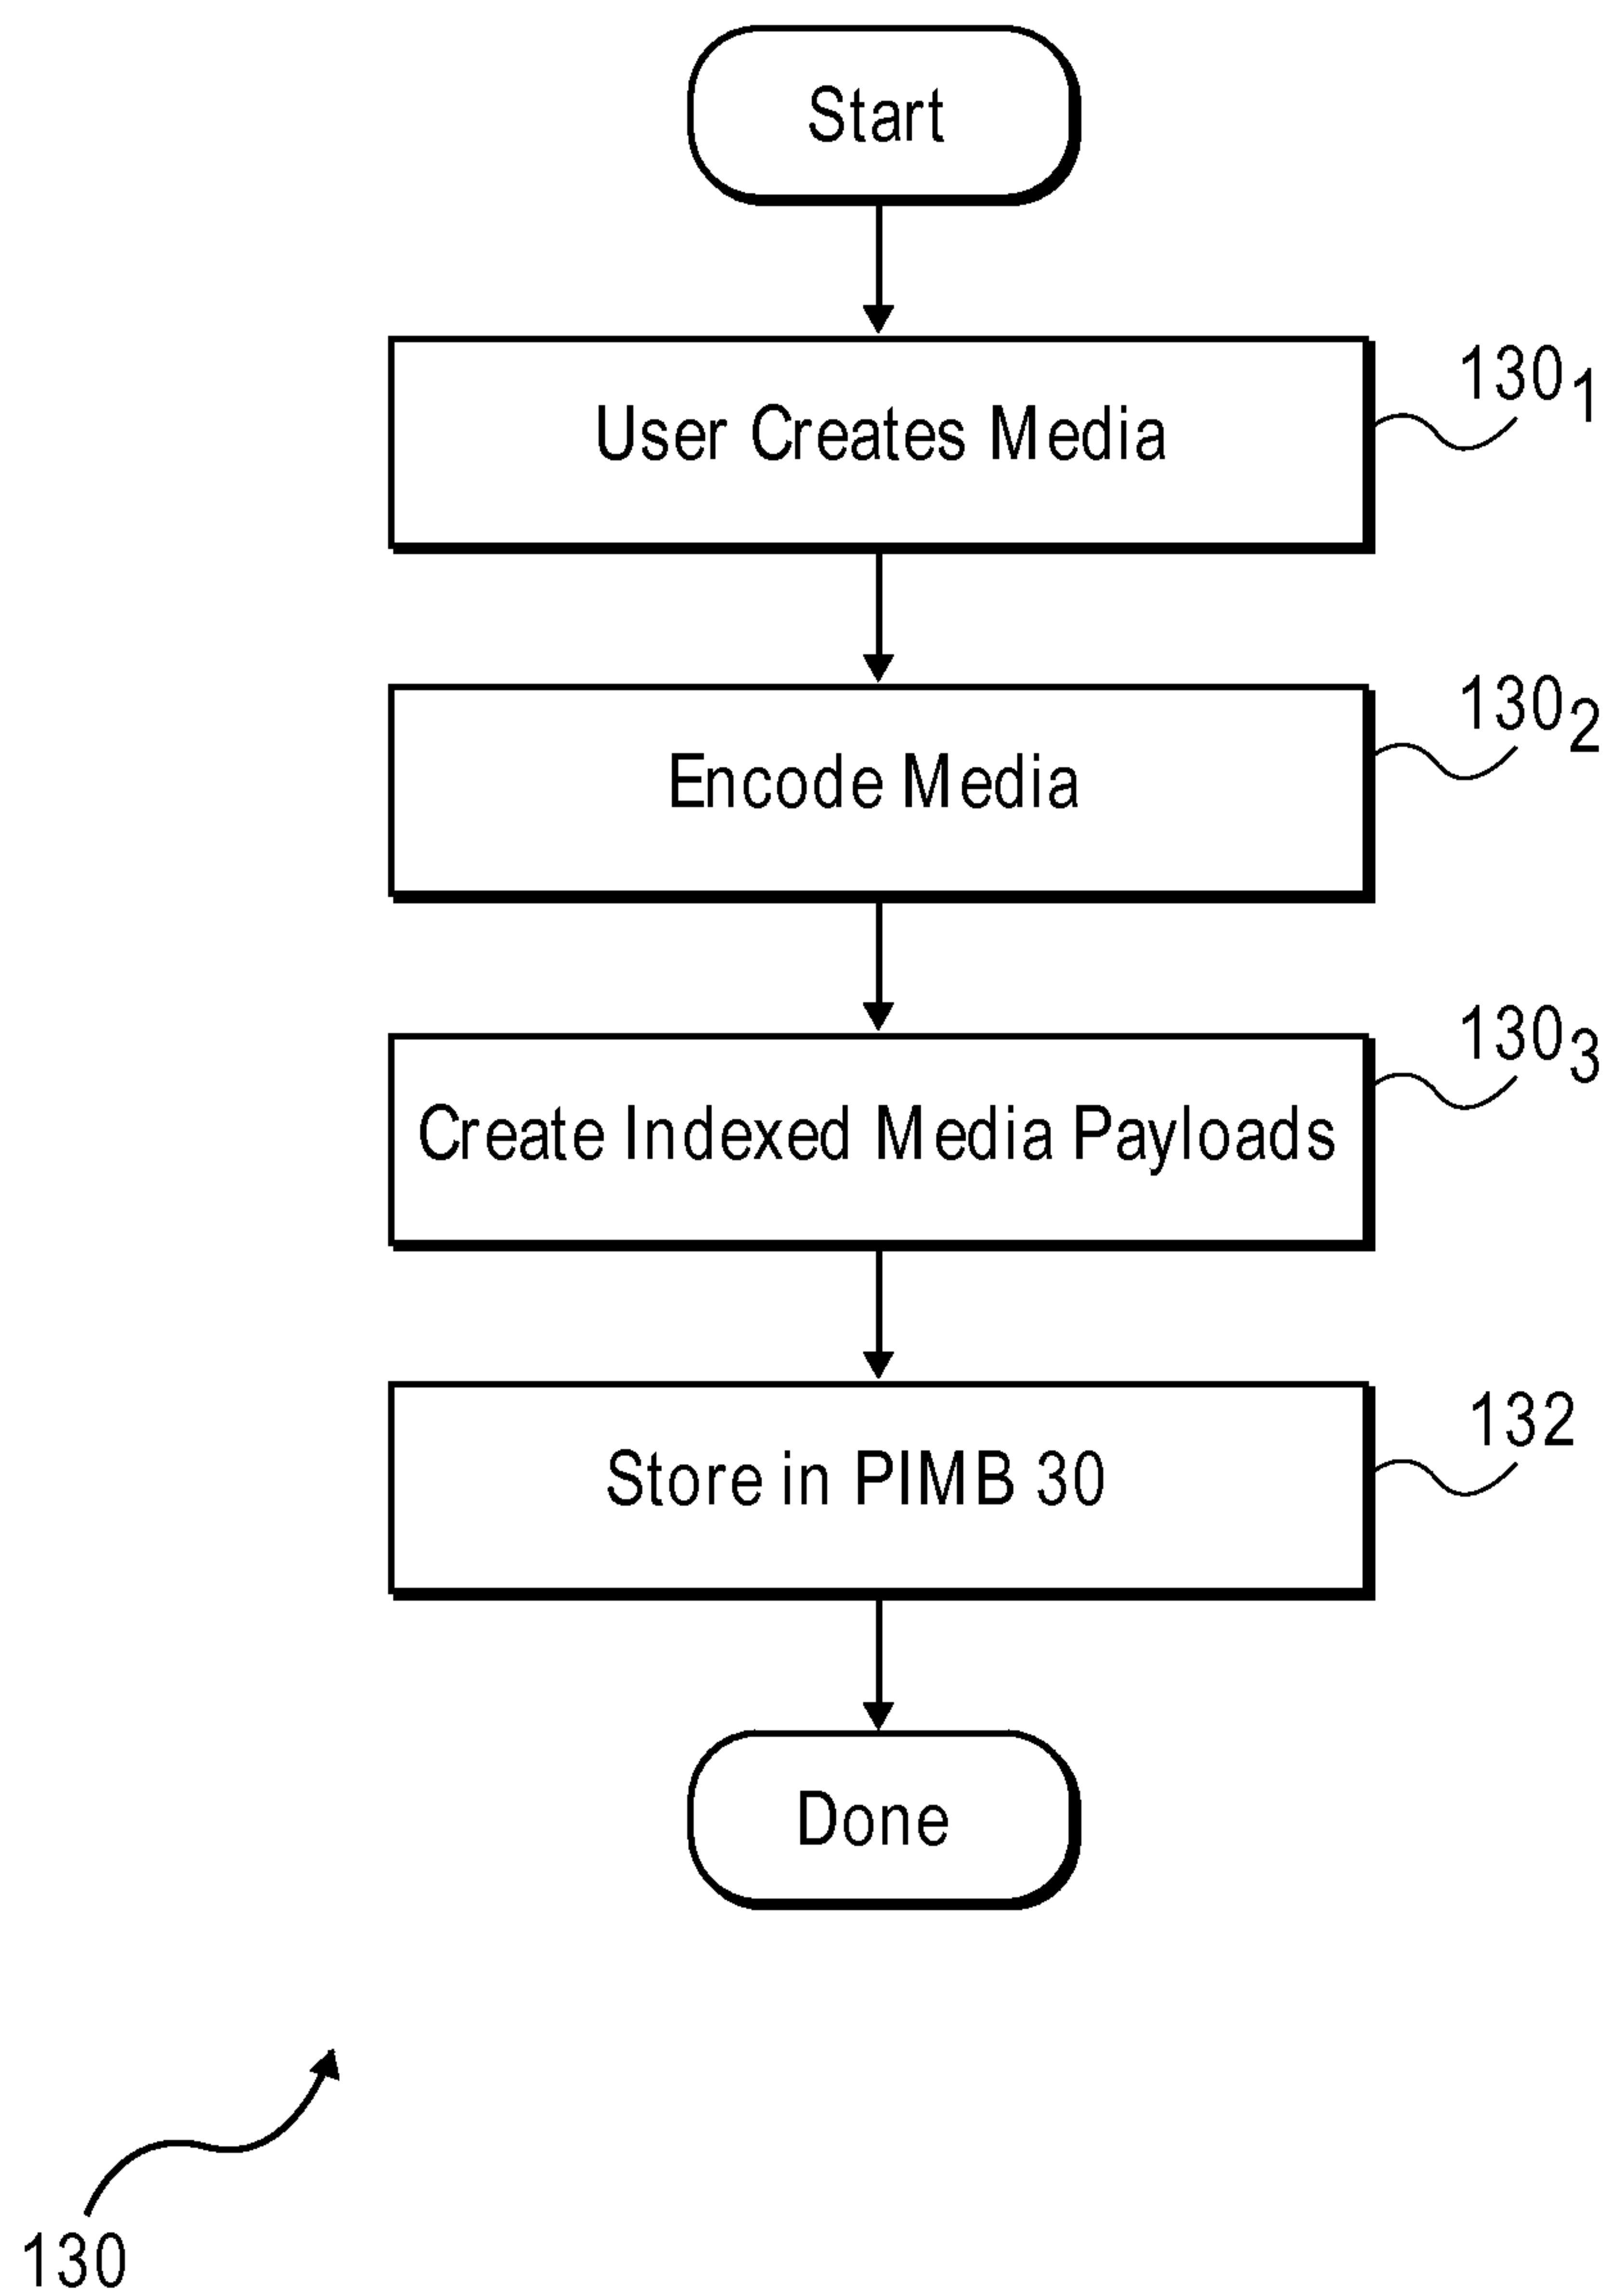 Start
User Creates Media
130₁
Encode Media
130₂
Create Indexed Media Payloads
130₃
Store in PIMB 30
132
Done
130